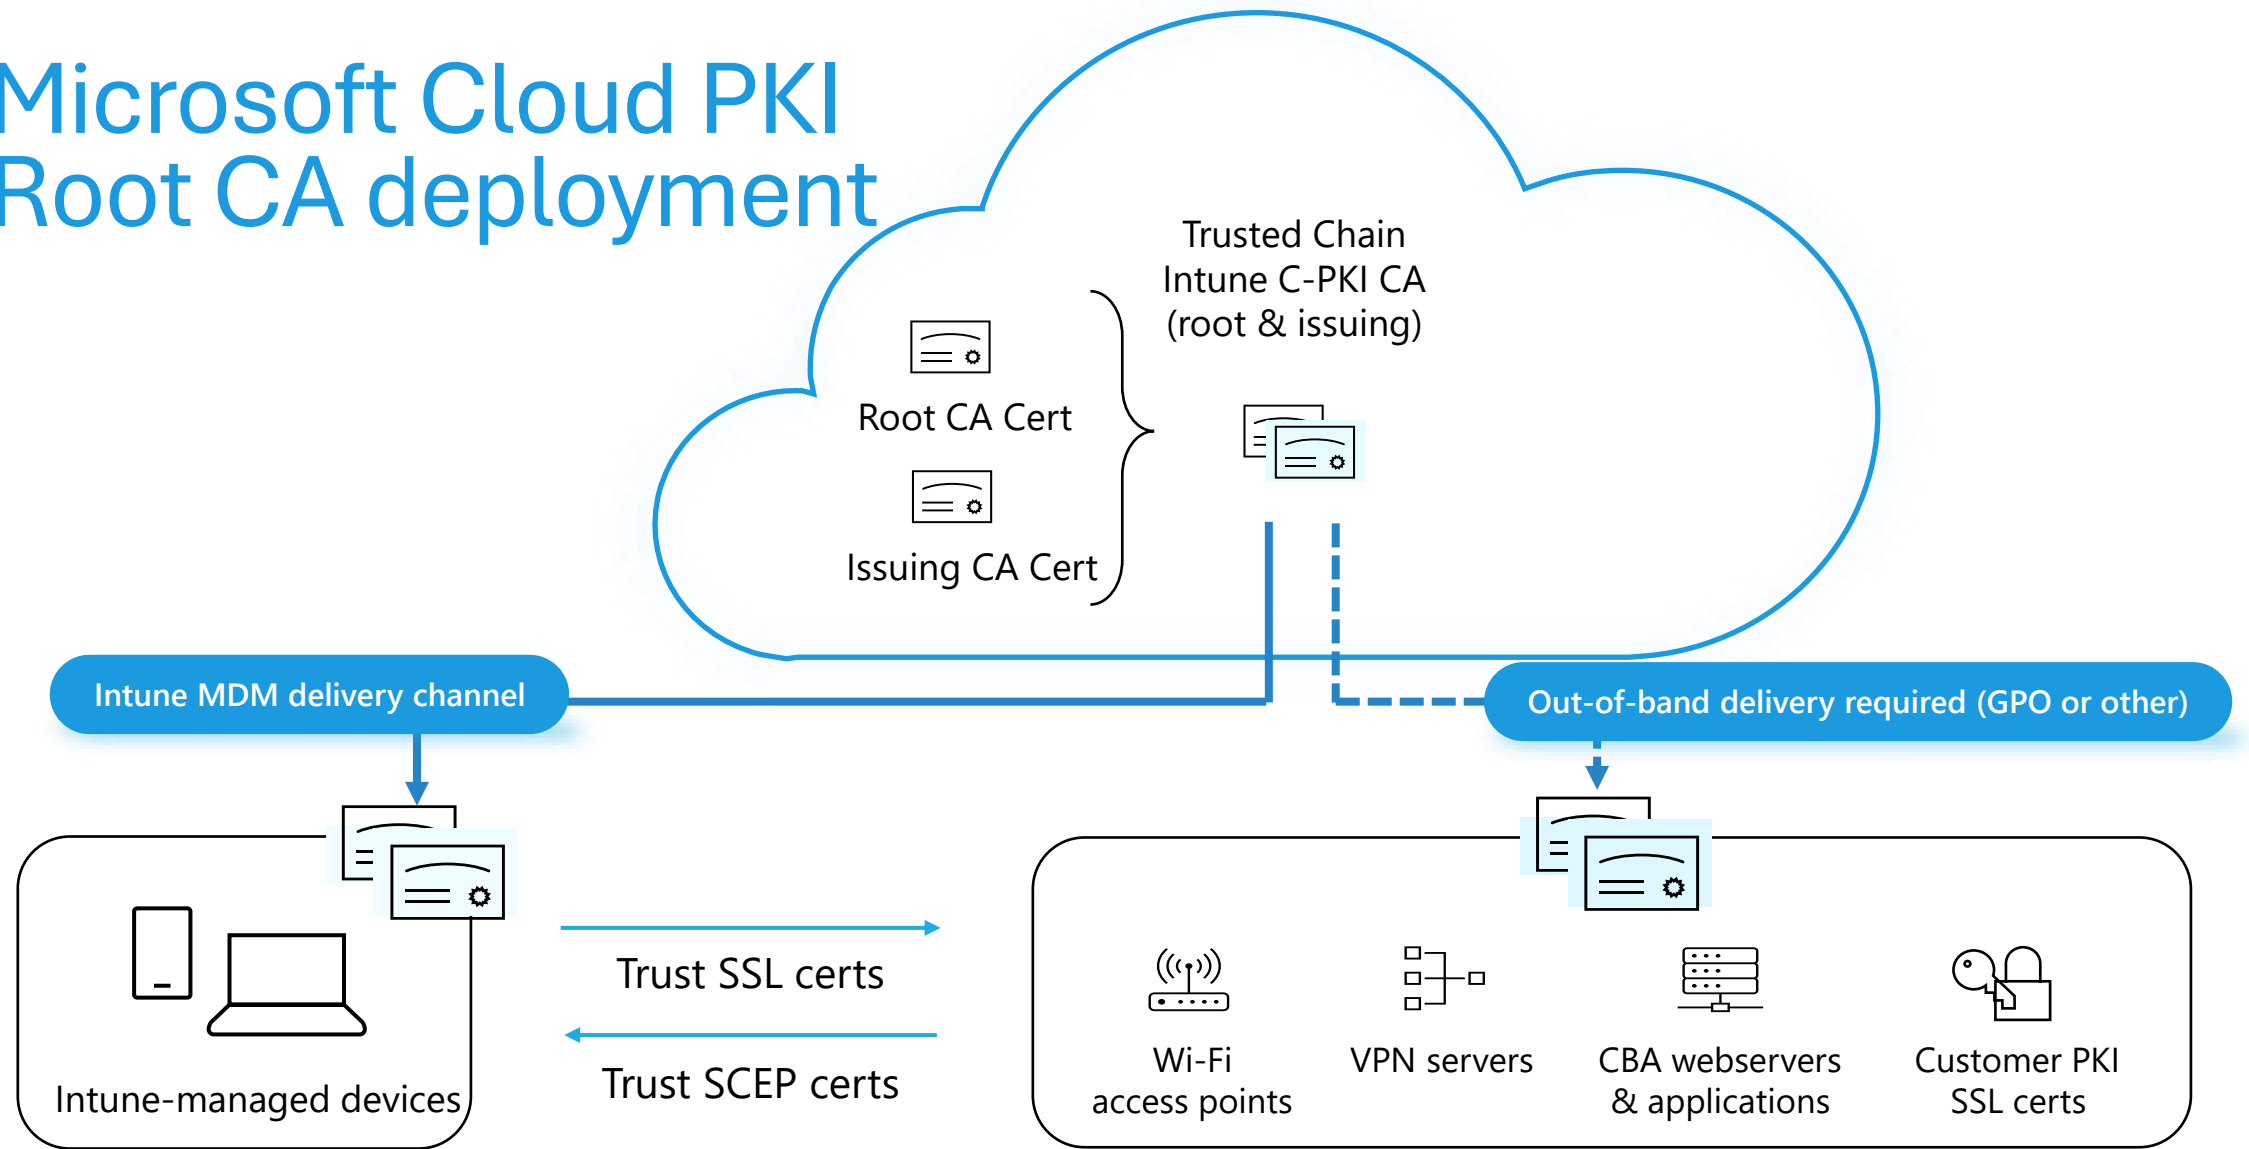 Microsoft Cloud PKI
Root CA deployment
Trusted Chain
Intune C-PKI CA
(root & issuing)
Root CA Cert
Issuing CA Cert
Intune MDM delivery channel
Out-of-band delivery required (GPO or other)
Trust SSL certs
Trust SCEP certs
Intune-managed devices
Wi-Fi
access points
VPN servers
CBA webservers
& applications
Customer PKI
SSL certs